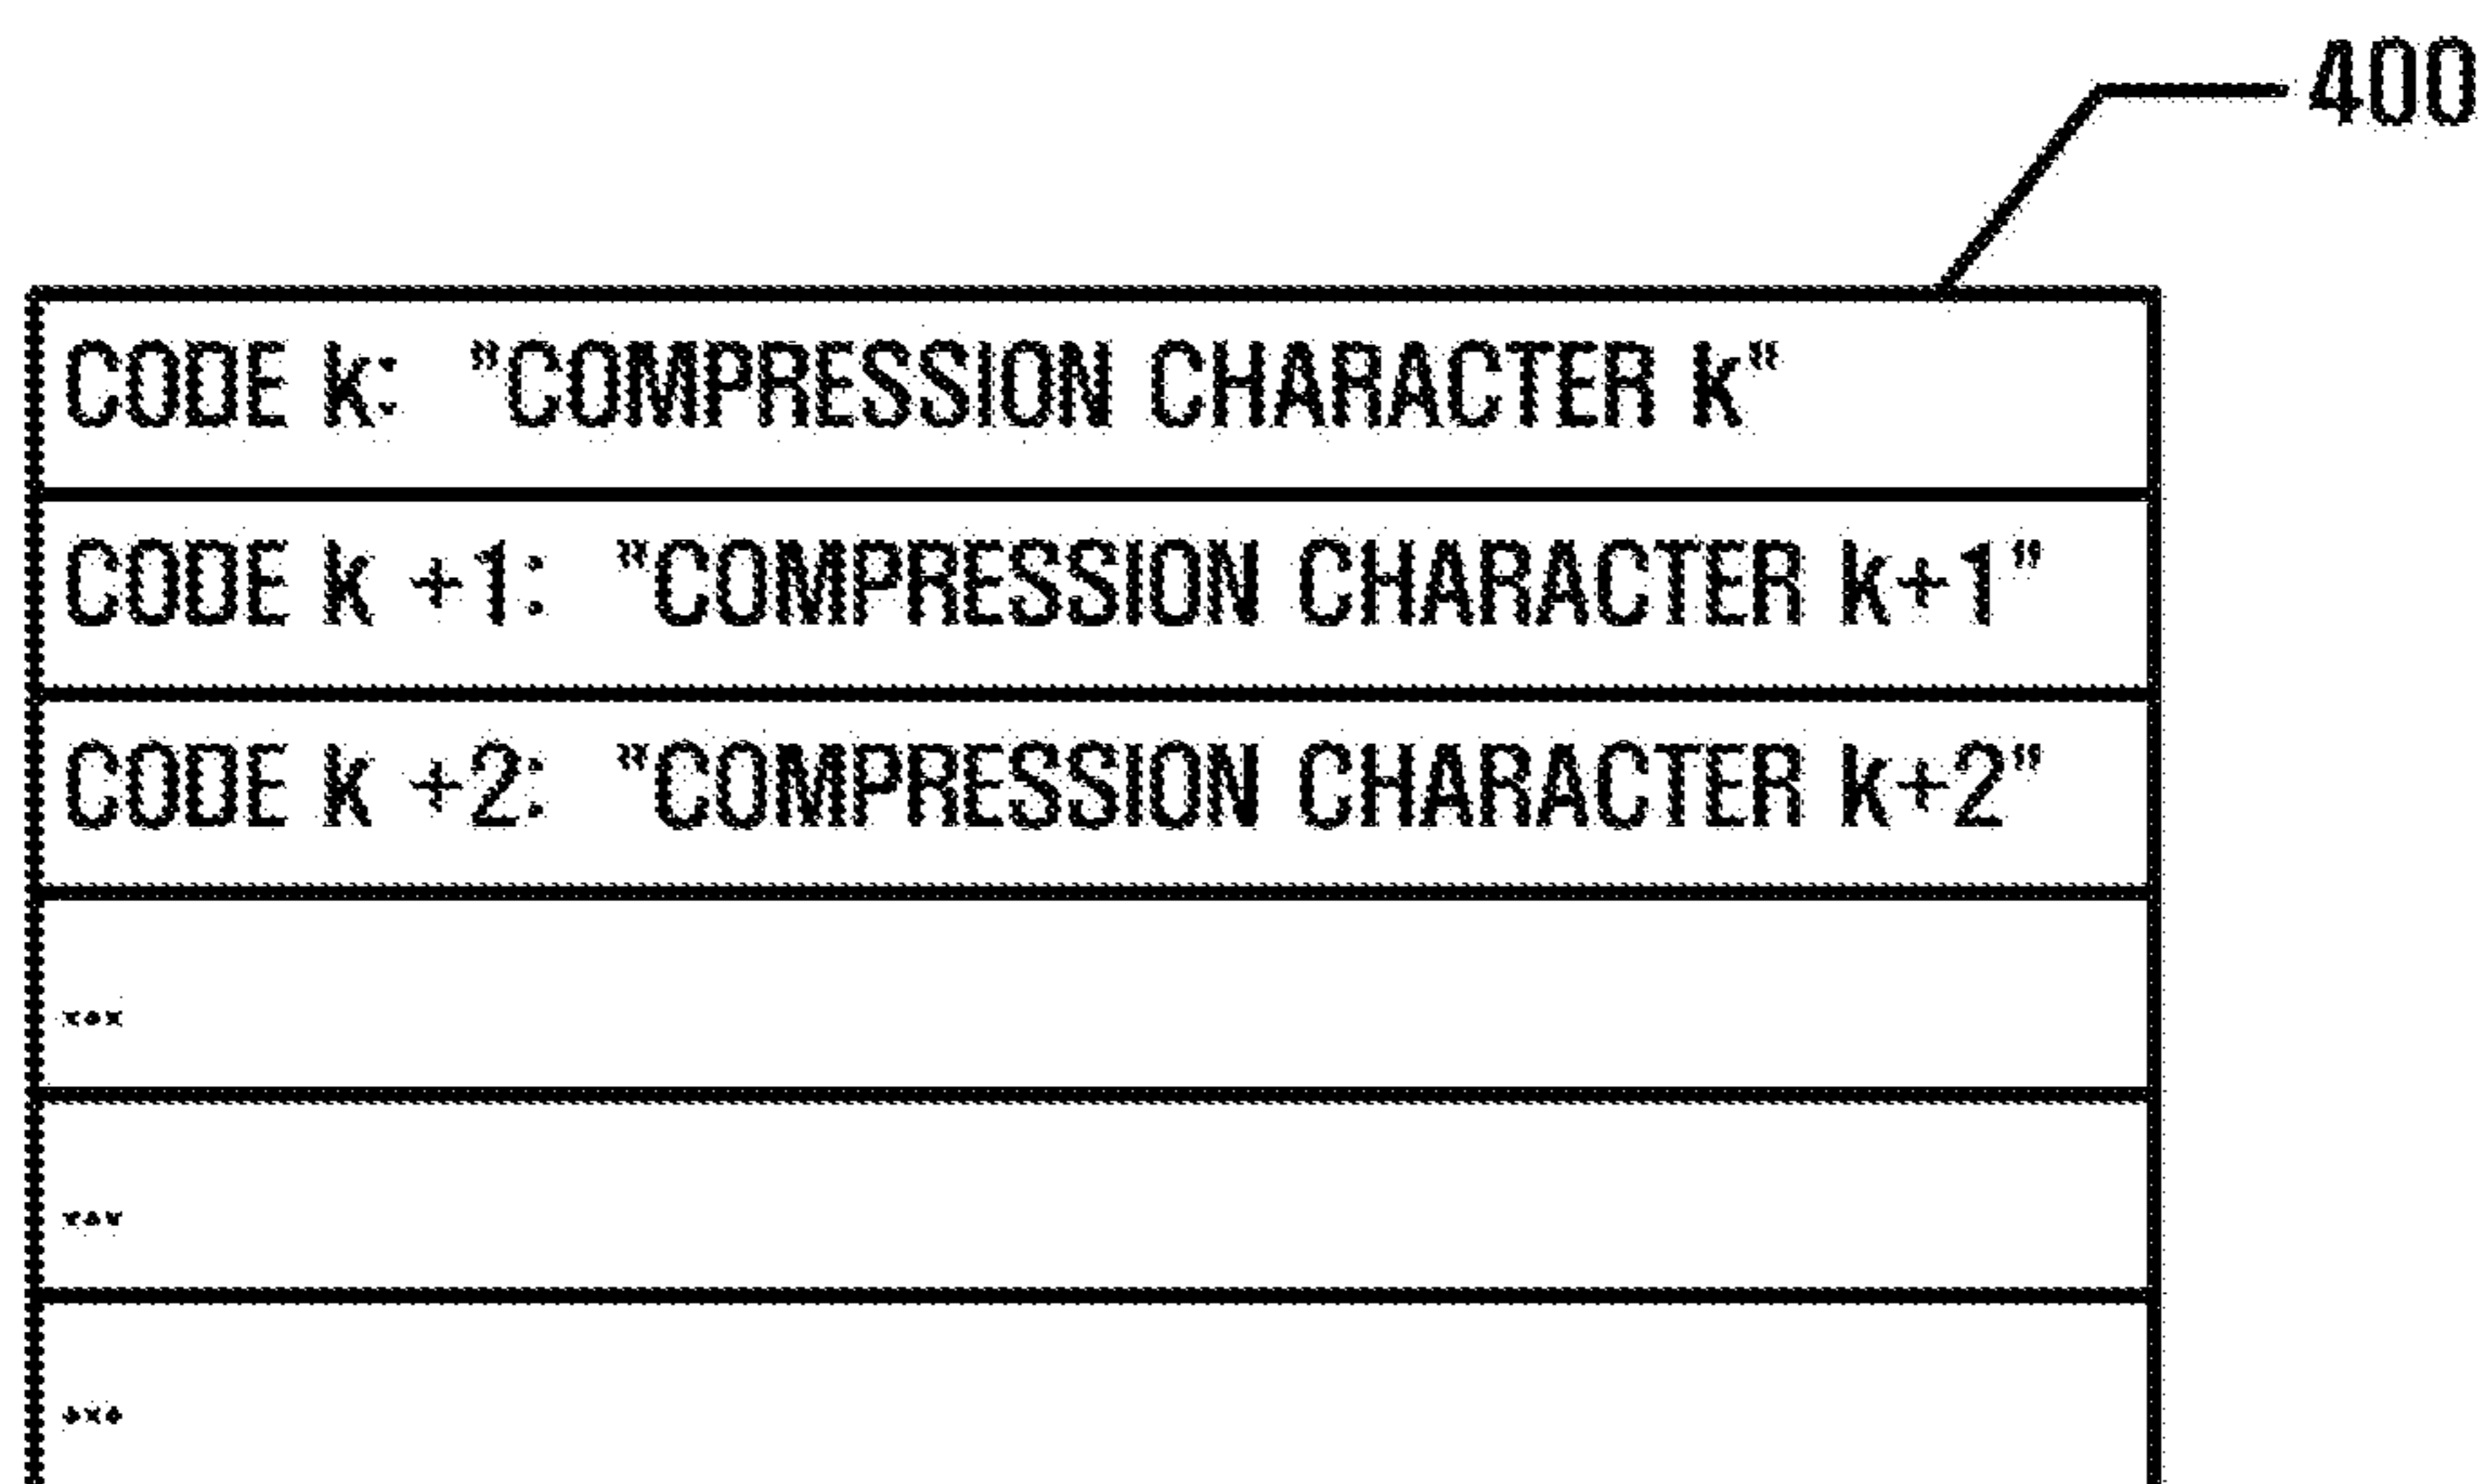 400
CODE k: "COMPRESSION CHARACTER k"
CODE k +1: "COMPRESSION CHARACTER k+1"
CODE k +2: "COMPRESSION CHARACTER k+2"
...
...
...